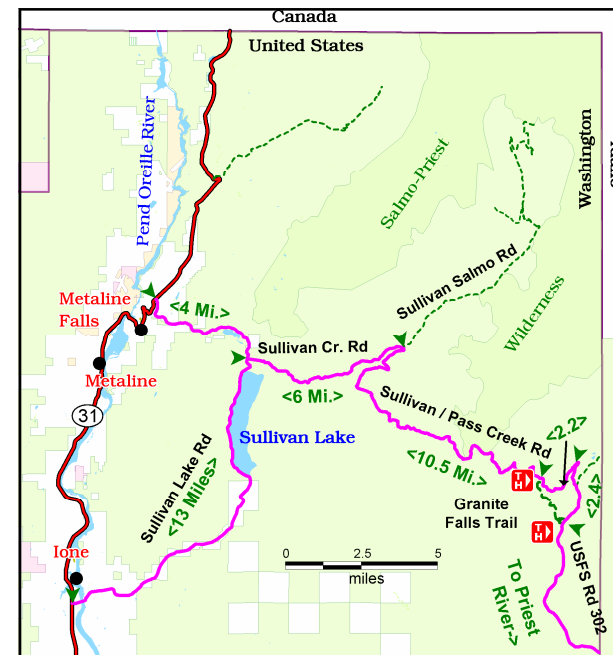 Canada
United States
Pend Oreille River
Salmo-Priest
Washington
Idaho
Metaline
Falls
<4 Mi.>
Sullivan Salmo Rd
Wilderness
Sullivan Cr. Rd
<6 Mi.>
Metaline
31
Sullivan / Pass Creek Rd
<2.2>
Sullivan Lake
<10.5 Mi.>
<2.4>
Sullivan Lake Rd
<13 Miles>
TH
Granite
Falls Trail
TH
Ione
0 2.5 5
miles
USFS Rd 302
To Priest
River->